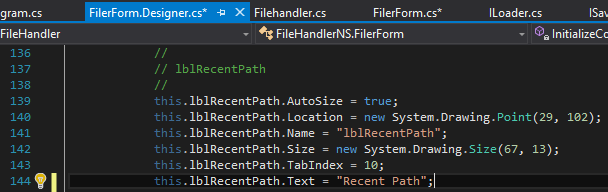 gram.cs FilerForm.Designer.cs* Filehandler.cs FilerForm.cs* ILoader.cs ISav
FileHandler FileHandlerNS.FilerForm InitializeCo
136 //
137 // lblRecentPath
138 //
139 this.lblRecentPath.AutoSize = true;
140 this.lblRecentPath.Location = new System.Drawing.Point(29, 102);
141 this.lblRecentPath.Name = "lblRecentPath";
142 this.lblRecentPath.Size = new System.Drawing.Size(67, 13);
143 this.lblRecentPath.TabIndex = 10;
144 this.lblRecentPath.Text = "Recent Path";